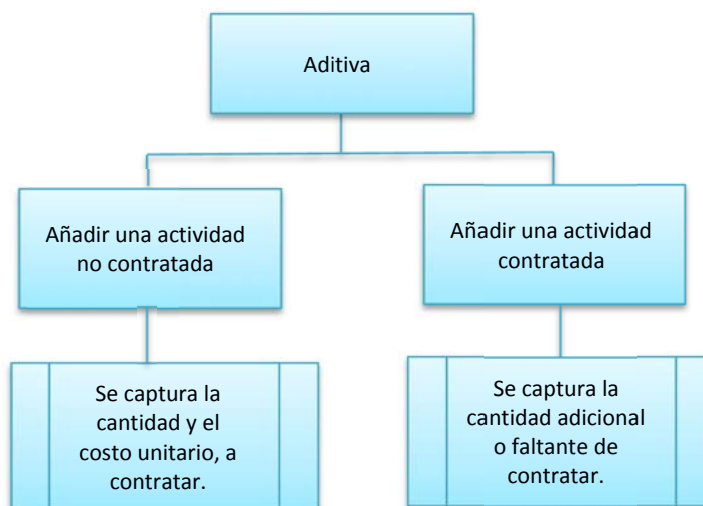 Aditiva
Añadir una actividad
no contratada
Añadir una actividad
contratada
Se captura la
cantidad y el
costo unitario, a
contratar.
Se captura la
cantidad adicional
o faltante de
contratar.